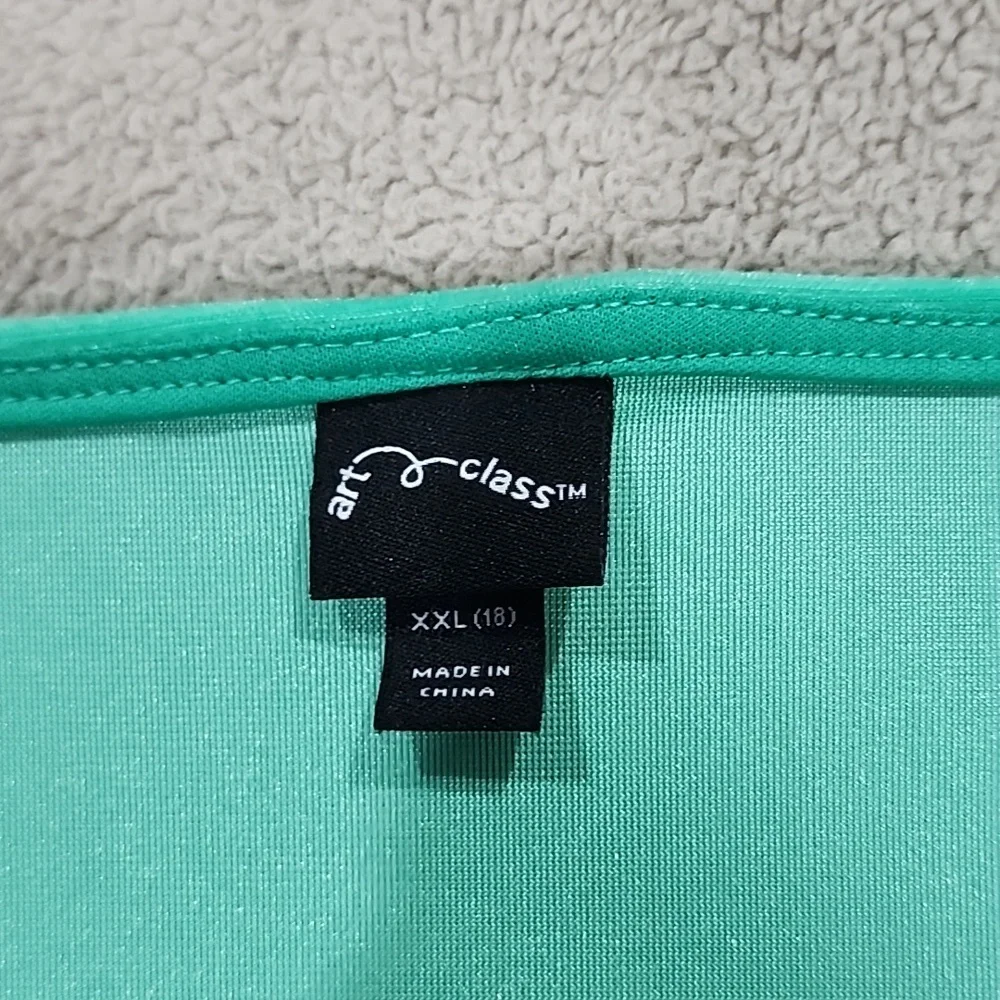 art class™
XXL (18)
MADE IN
CHINA